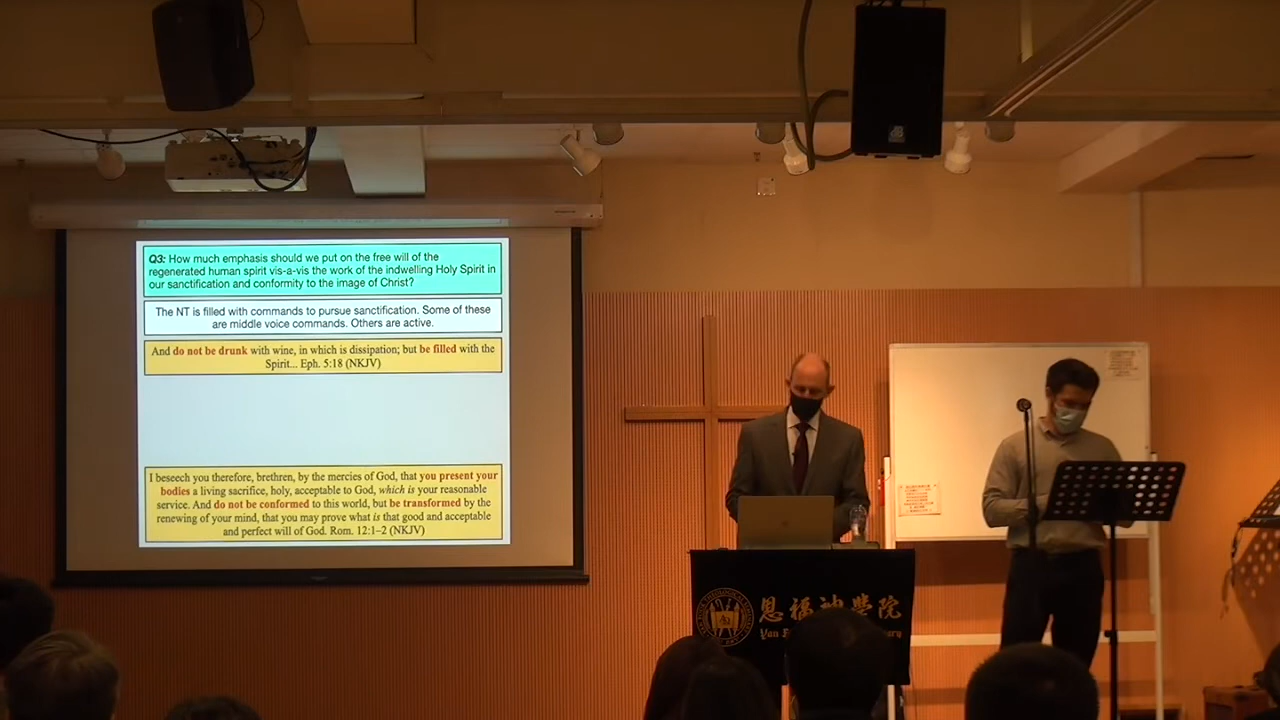 Q3: How much emphasis should we put on the free will of the
regenerated human spirit vis-a-vis the work of the indwelling Holy Spirit in
our sanctification and conformity to the image of Christ?
The NT is filled with commands to pursue sanctification. Some of these
are middle voice commands. Others are active.
And do not be drunk with wine, in which is dissipation; but be filled with the
Spirit... Eph. 5:18 (NKJV)
I beseech you therefore, brethren, by the mercies of God, that you present your
bodies a living sacrifice, holy, acceptable to God, which is your reasonable
service. And do not be conformed to this world, but be transformed by the
renewing of your mind, that you may prove what is that good and acceptable
and perfect will of God. Rom. 12:1–2 (NKJV)
恩福神學院